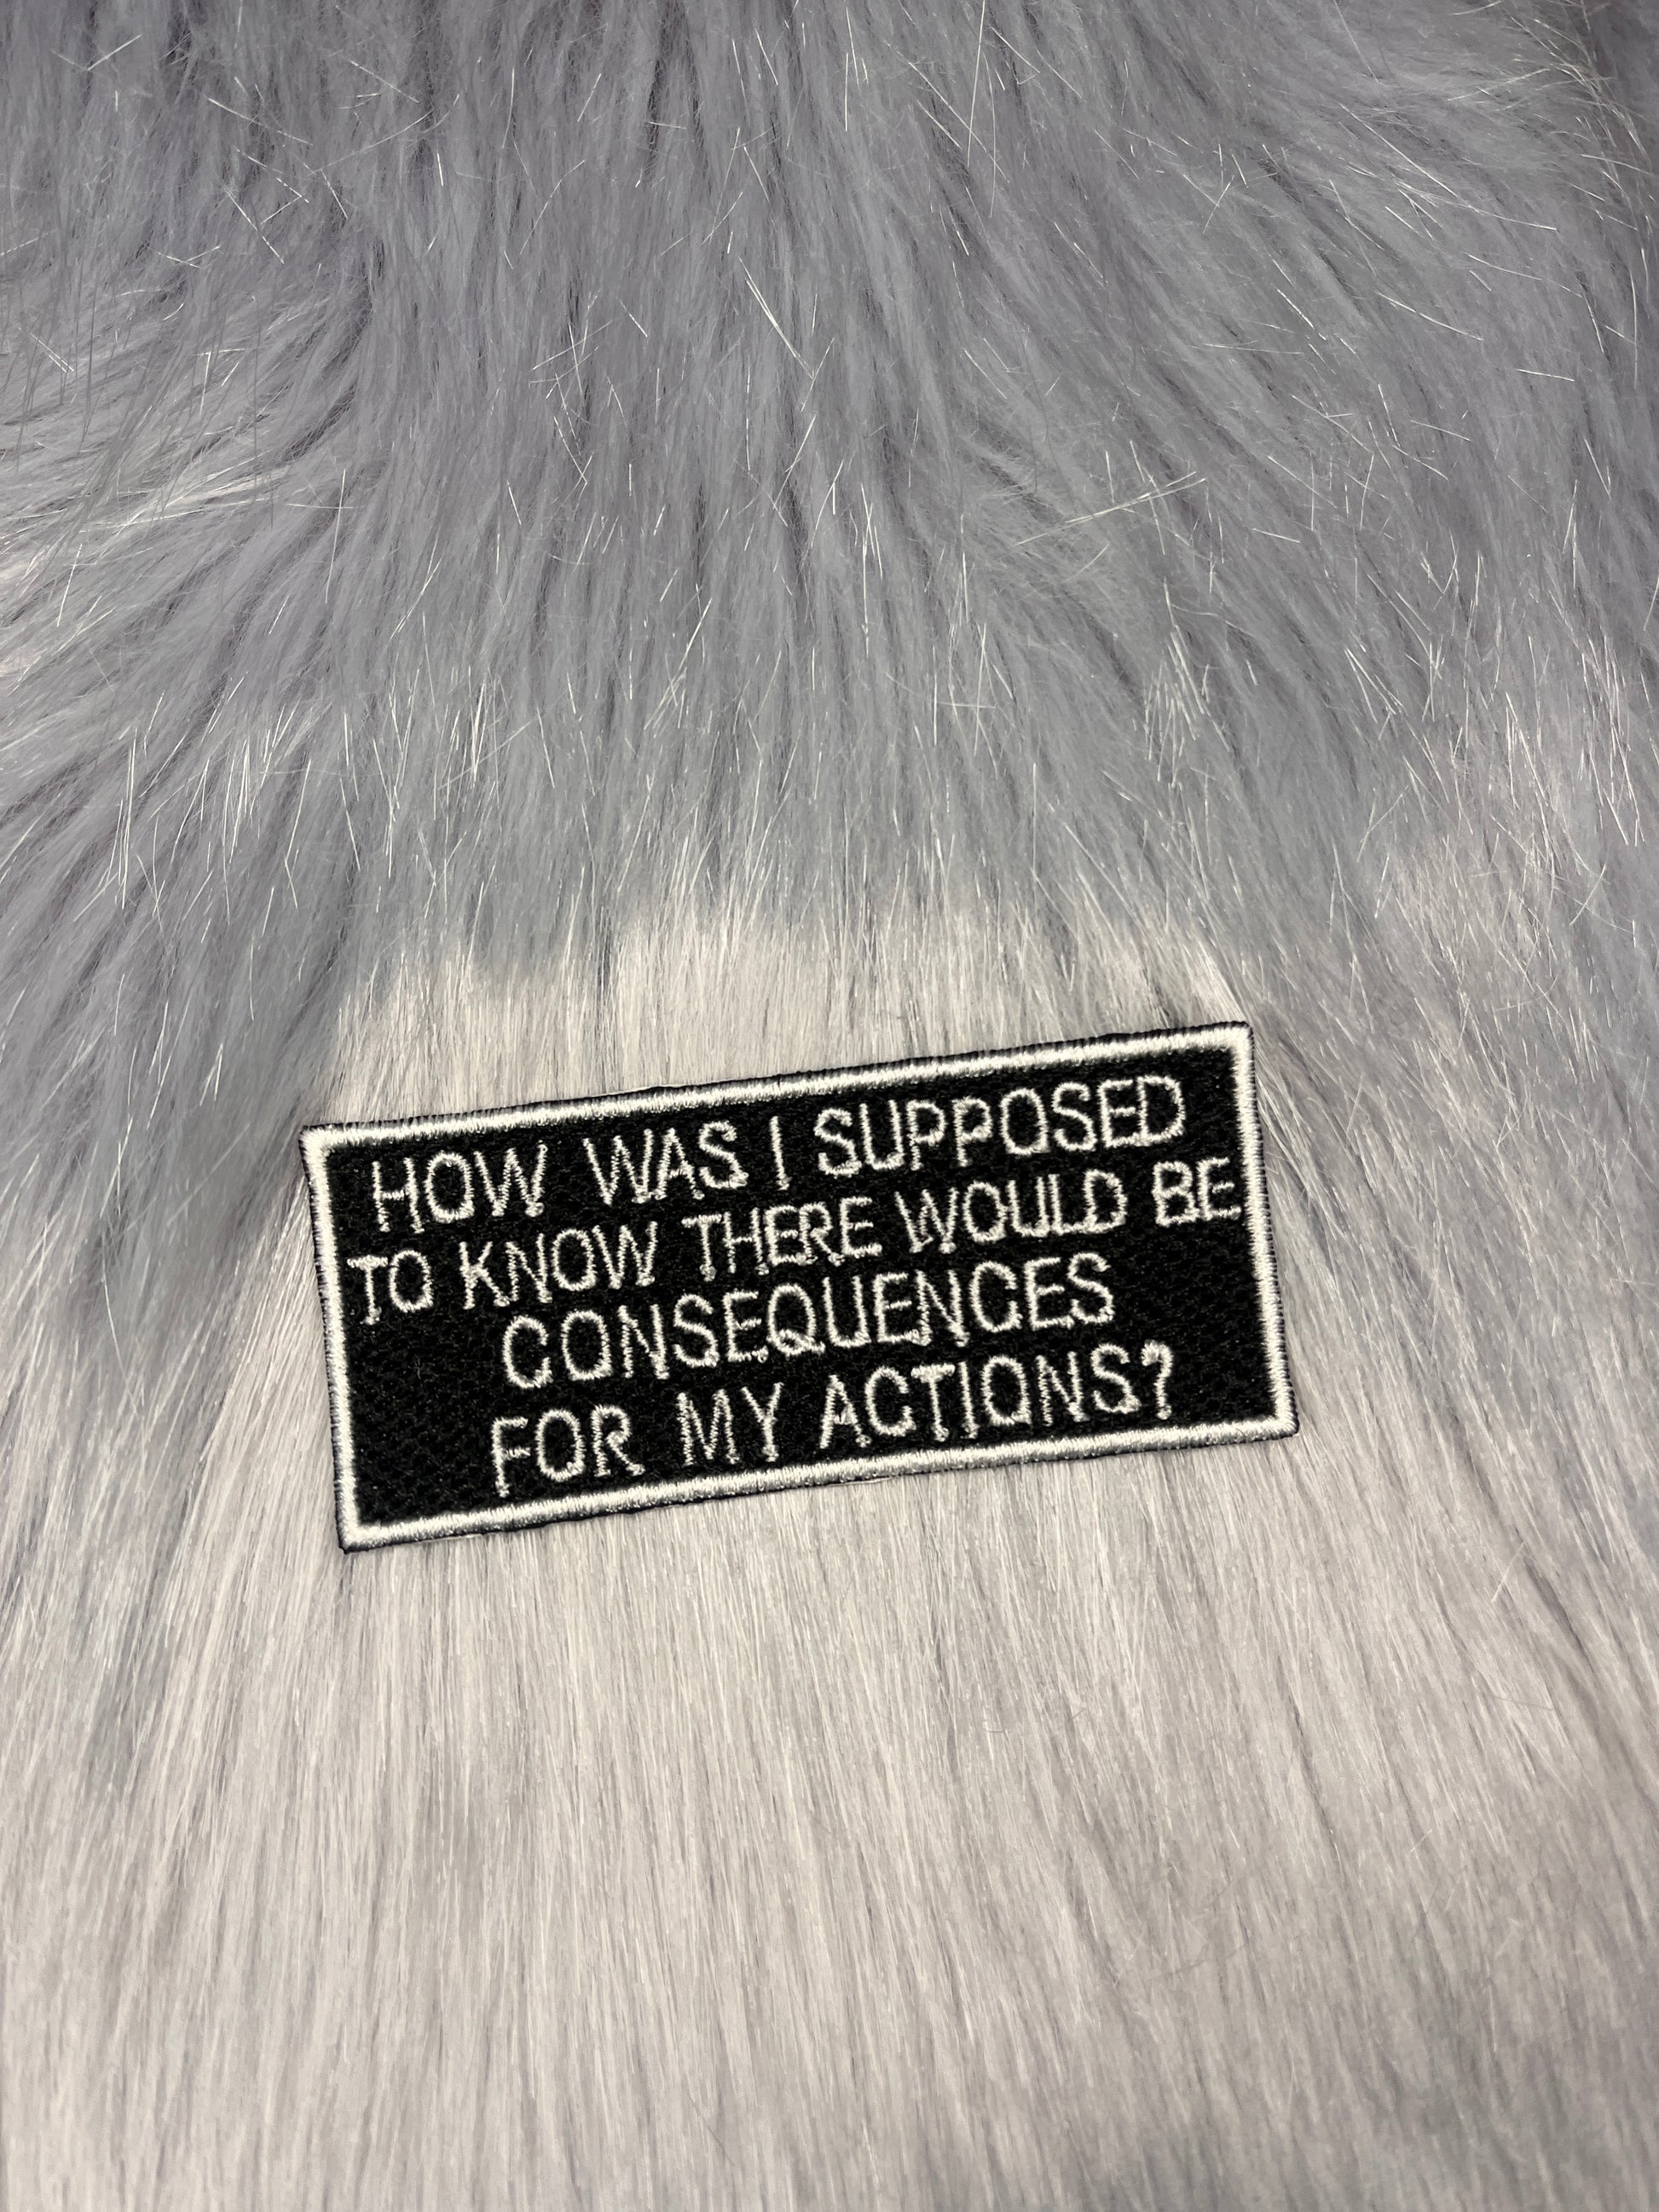 HOW WAS I SUPPOSED
TO KNOW THERE WOULD BE
CONSEQUENCES
FOR MY ACTIONS?